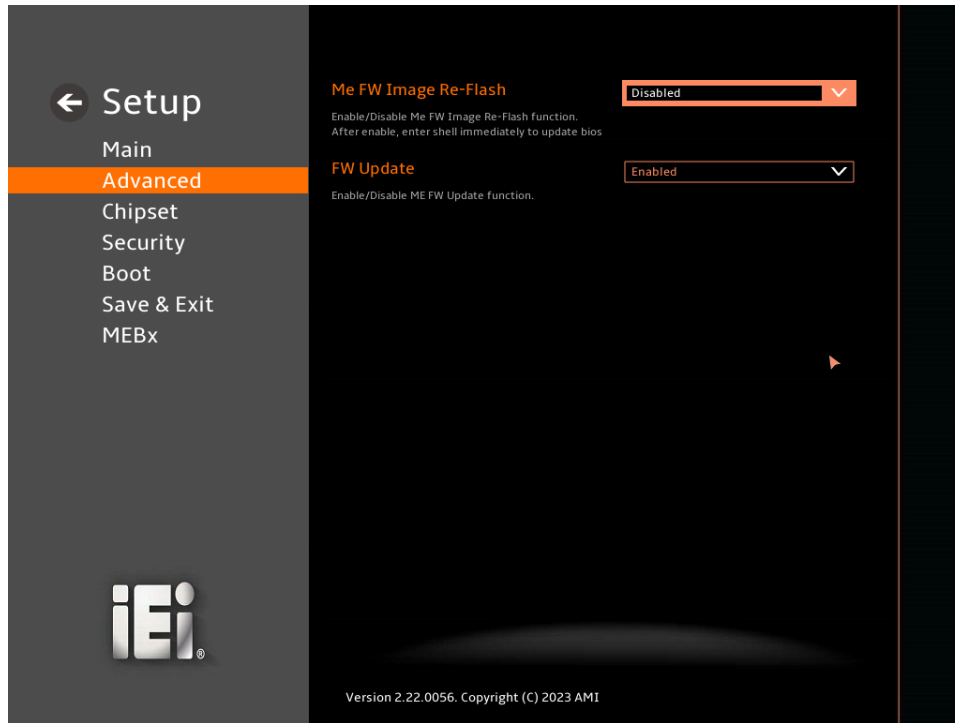 Setup
Main
Advanced
Chipset
Security
Boot
Save & Exit
MEBx
Me FW Image Re-Flash
Disabled
Enable/Disable Me FW Image Re-Flash function.
After enable, enter shell immediately to update bios
FW Update
Enabled
Enable/Disable ME FW Update function.
iEi®
Version 2.22.0056. Copyright (C) 2023 AMI